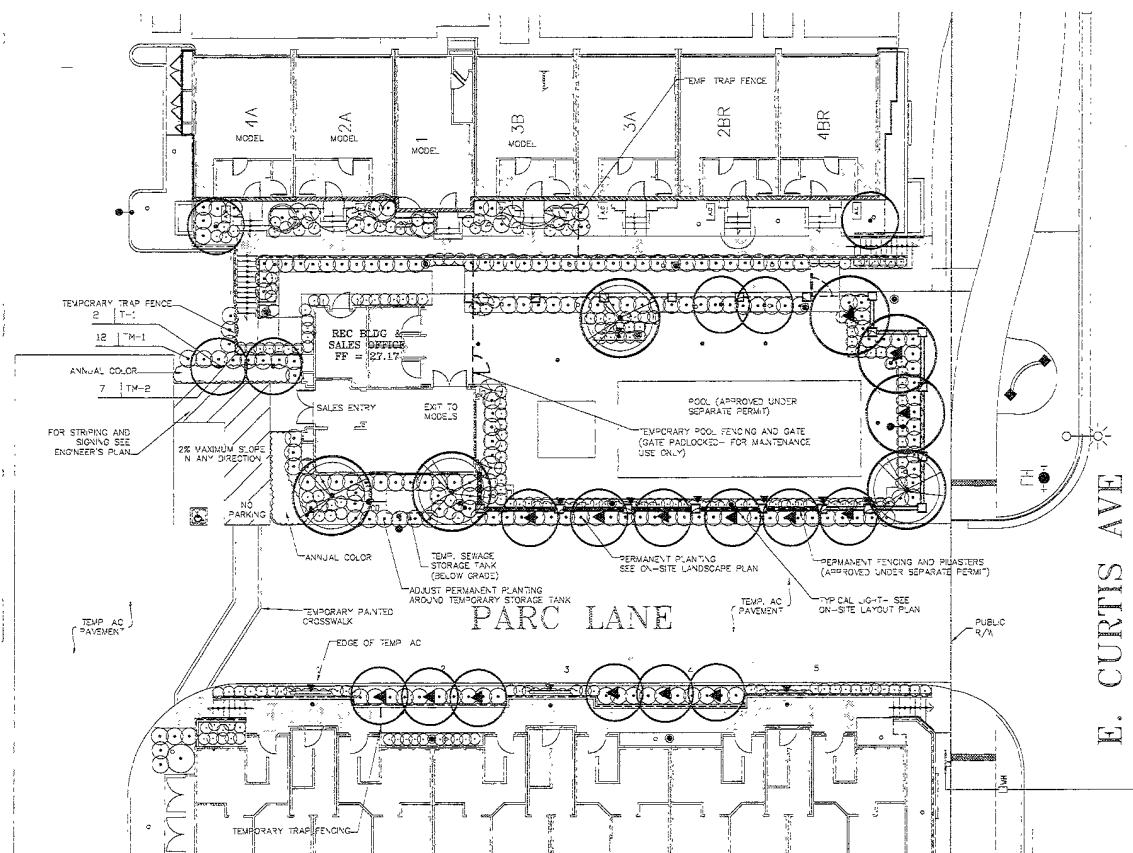 TEMP TRAP FENCE
4A
MODEL
2A
MODEL
1
MODEL
3B
MODEL
3A
2BR
4BR
TEMPORARY TRAP FENCE
2 T-1
12 TM-1
ANNUAL COLOR
7 TM-2
FOR STRIPING AND
SIGNING SEE
ENGINEER'S PLAN
2% MAXIMUM SLOPE
IN ANY DIRECTION
NO
PARKING
REC BLDG &
SALES OFFICE
FF = 27.17
SALES ENTRY
EXIT TO
MODELS
POOL (APPROVED UNDER
SEPARATE PERMIT)
TEMPORARY POOL FENCING AND GATE
(GATE PADLOCKED- FOR MAINTENANCE
USE ONLY)
ANNUAL COLOR
TEMP. SEWAGE
STORAGE TANK
(BELOW GRADE)
ADJUST PERMANENT PLANTING
AROUND TEMPORARY STORAGE TANK
PERMANENT PLANTING
SEE ON-SITE LANDSCAPE PLAN
PERMANENT FENCING AND PILASTERS
(APPROVED UNDER SEPARATE PERMIT)
TYPICAL LIGHT- SEE
ON-SITE LAYOUT PLAN
TEMP. AC
PAVEMENT
TEMP. AC
PAVEMENT
TEMPORARY PAINTED
CROSSWALK
PARC LANE
PUBLIC
EDGE OF TEMP AC
1
2
3
4
5
TEMPORARY TRAP FENCING
E. CURTIS AVE